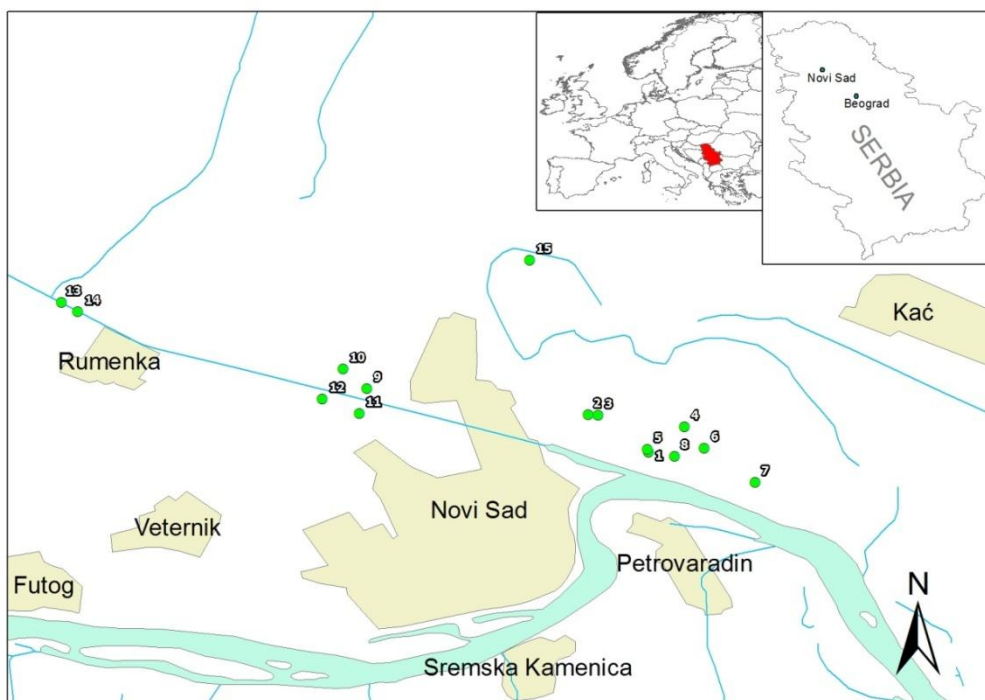 Novi Sad
Beograd
SERBIA
15
Kać
13
14
Rumenka
10
9
12
11
2 3
4
5
6
1
8
7
Novi Sad
Veternik
Petrovaradin
Futog
N
Sremska Kamenica